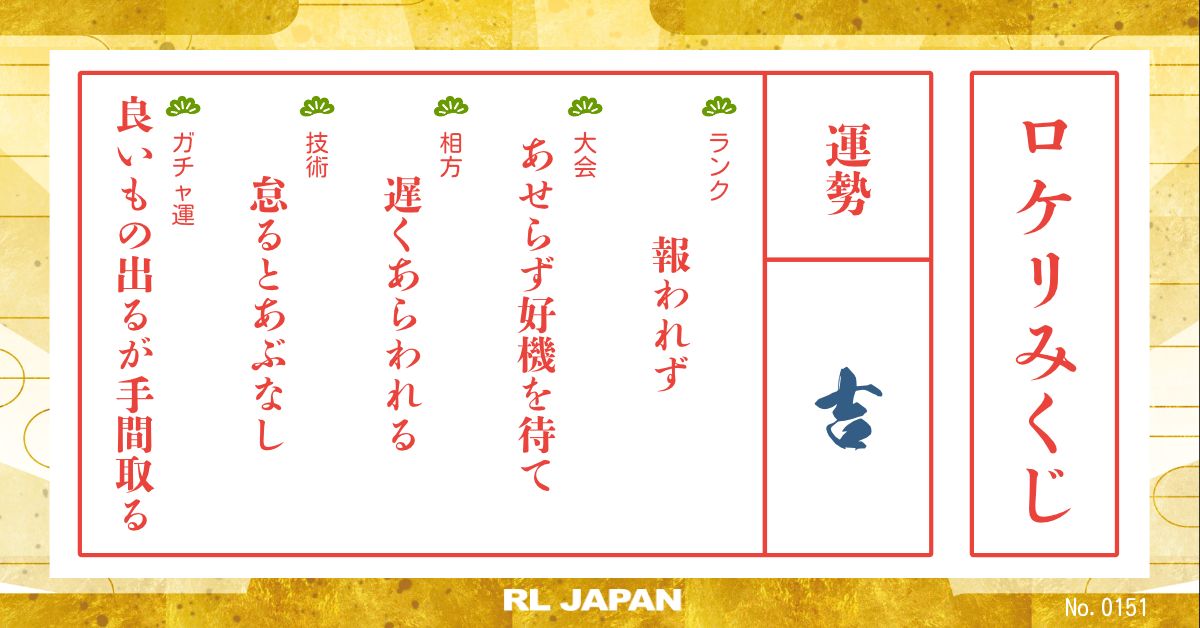 ロケリみくじ
運勢
吉
ランク
報われず
大会
あせらず好機を待て
相方
遅くあらわれる
技術
怠るとあぶなし
ガチャ運
良いもの出るが手間取る
RL JAPAN
No. 0151